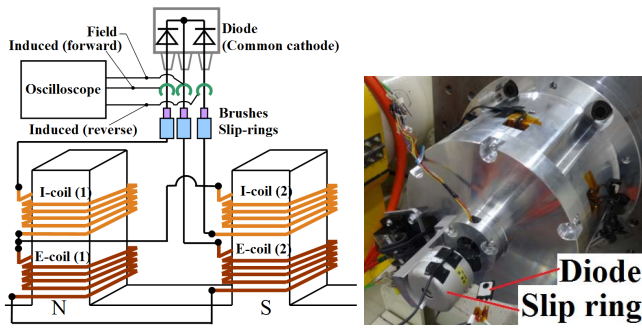 Diode
(Common cathode)
Field
Induced (forward)
Oscilloscope
Induced (reverse)
Brushes
Slip-rings
I-coil (1)
I-coil (2)
E-coil (1)
E-coil (2)
N
S
Diode
Slip ring